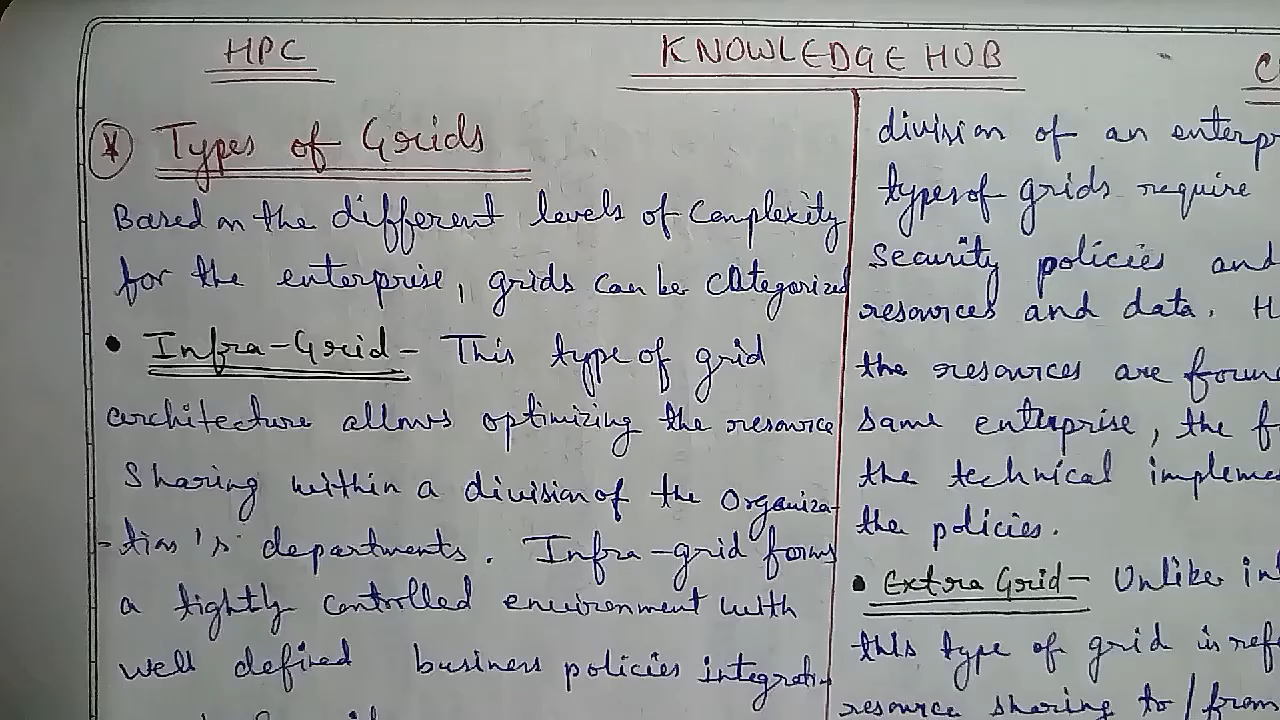 HPC
KNOWLEDGE HUB
C
Types of Grids
Based on the different levels of Complexity
for the enterprise, grids can be categorized
• Infra-Grid - This type of grid
architecture allows optimizing the resource
Sharing within a division of the Organiza-
-tion's departments. Infra-grid forms
a tightly controlled environment with
well defined business policies integrati-
division of an enterp
types of grids require
Security policies and
resources and data. H
the resources are foun
same enterprise, the f
the technical impleme
the policies.
• Extra Grid - Unlike in
this type of grid is ref
resource sharing to/from